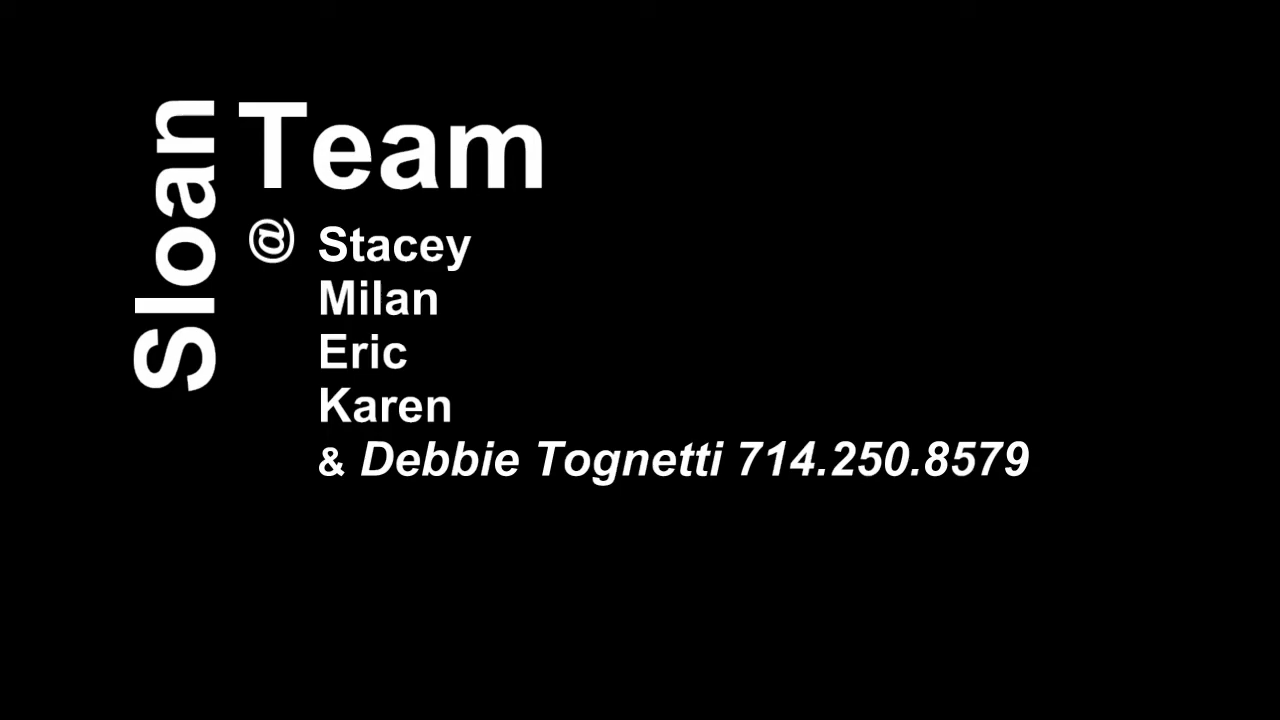 Sloan
Team
@ Stacey
Milan
Eric
Karen
& Debbie Tognetti 714.250.8579